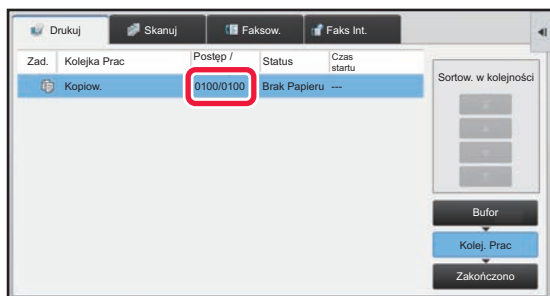 Drukuj Skanuj Faksow. Faks Int.
Zad. Kolejka Prac Postęp / Status Czas startu
Kopiow. 0100/0100 Brak Papieru ---
Sortow. w kolejności
Bufor
Kolej. Prac
Zakończono